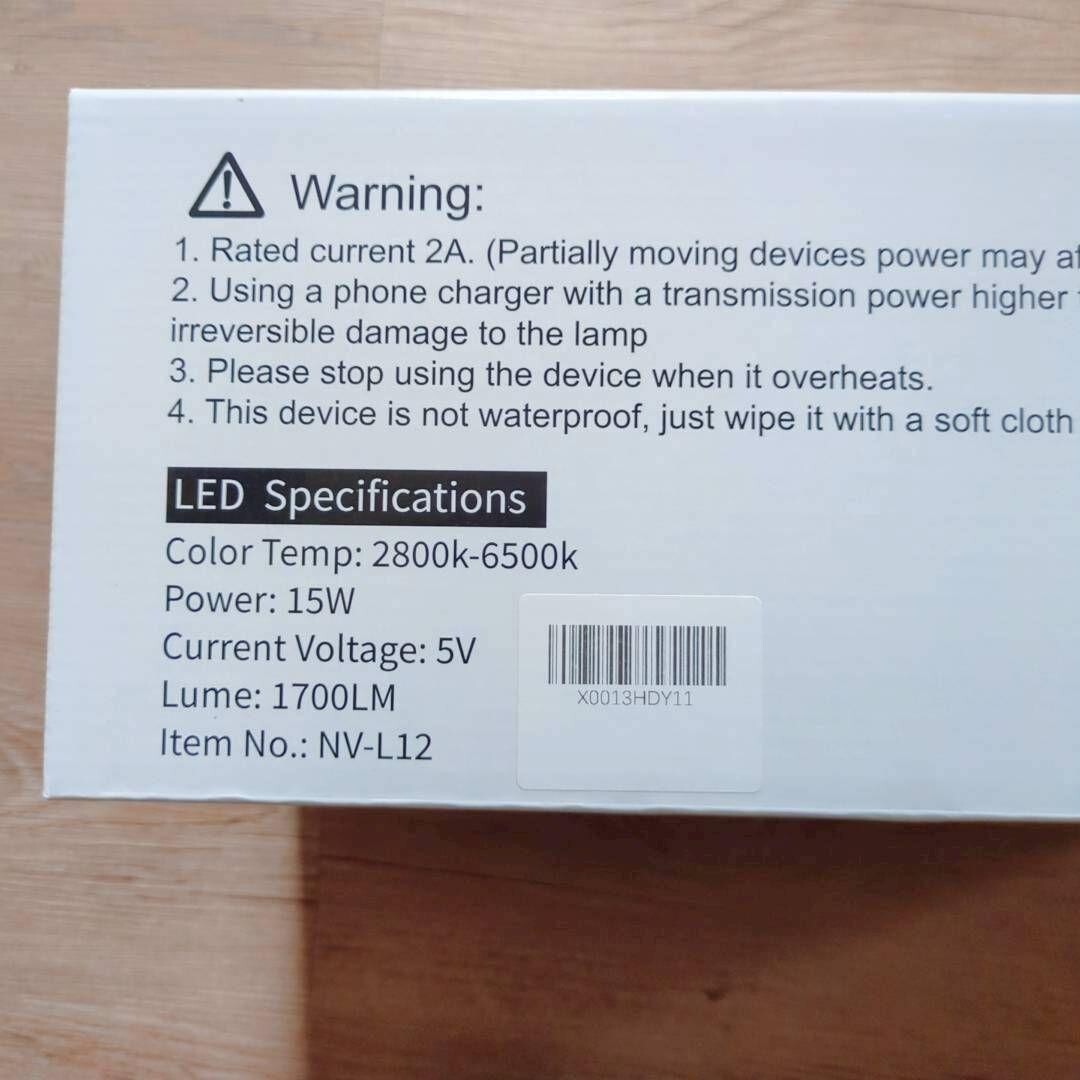 Warning:
1. Rated current 2A. (Partially moving devices power may
2. Using a phone charger with a transmission power higher
irreversible damage to the lamp
3. Please stop using the device when it overheats.
4. This device is not waterproof, just wipe it with a soft cloth
LED Specifications
Color Temp: 2800k-6500k
Power: 15W
Current Voltage: 5V
Lume: 1700LM
Item No.: NV-L12
X0013HDY11